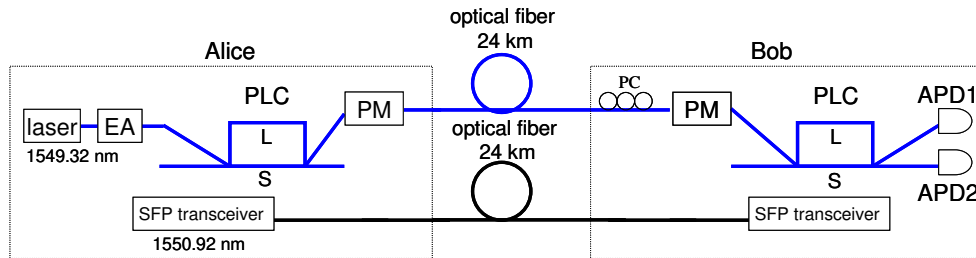 optical fiber
24 km
Alice
Bob
PLC
PM
PC
PM
PLC
APD1
laser
EA
L
L
optical fiber
24 km
1549.32 nm
S
S
APD2
SFP transceiver
SFP transceiver
1550.92 nm